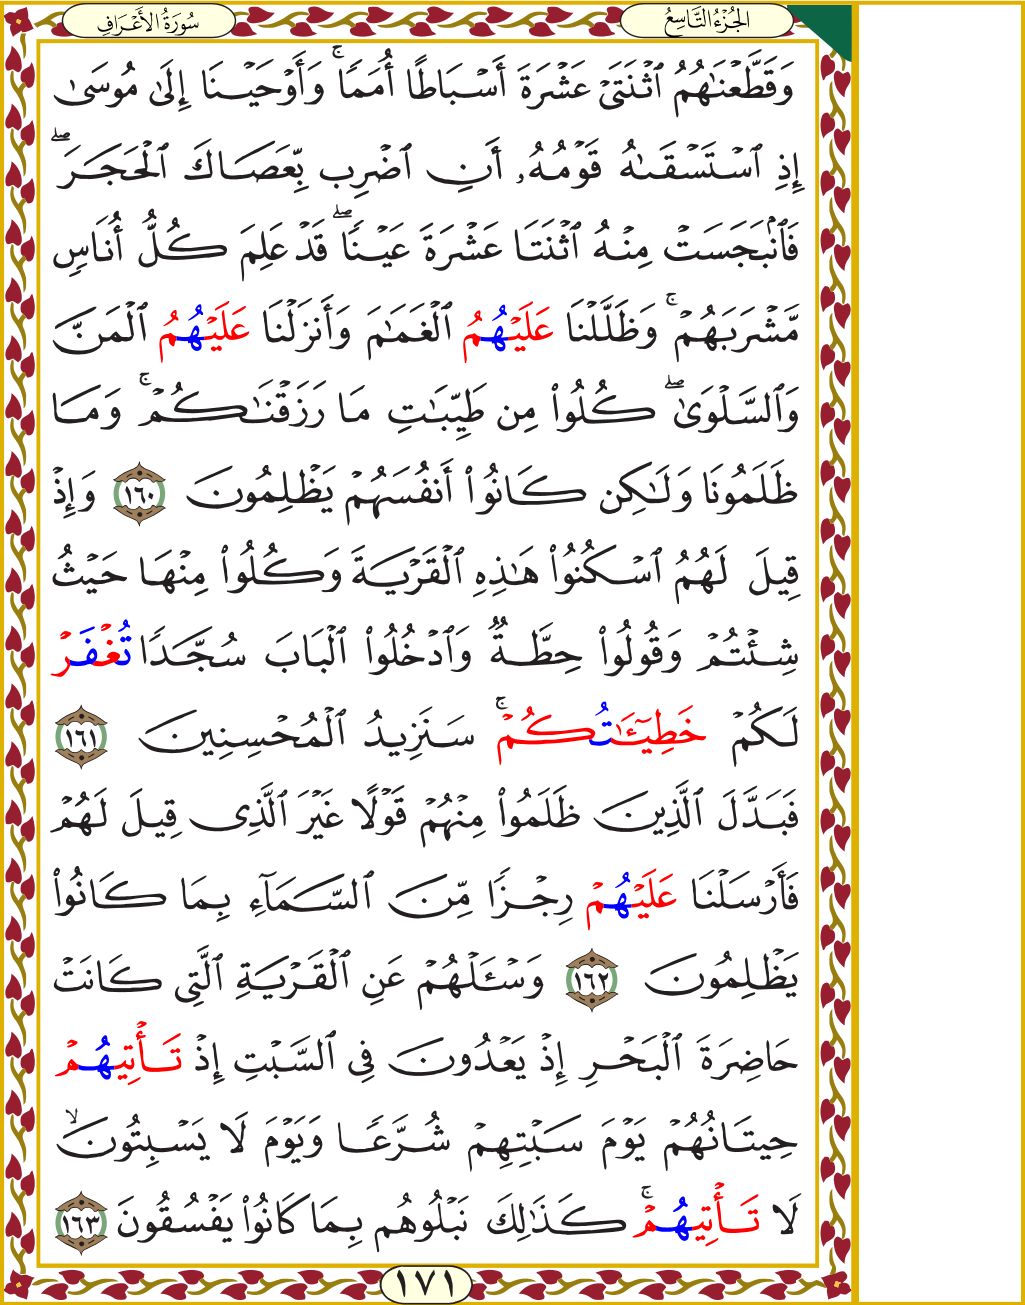 سُورَةُ الأَعْرَافِ
الجُزْءُ التَّاسِعُ
وَقَطَّعْنَٰهُمُ ٱثْنَتَىْ عَشْرَةَ أَسْبَاطًا أُمَمًاۚ وَأَوْحَيْنَا إِلَىٰ مُوسَىٰ
إِذِ ٱسْتَسْقَىٰهُ قَوْمُهُۥ أَنِ ٱضْرِب بِّعَصَاكَ ٱلْحَجَرَۖ
فَٱنۢبَجَسَتْ مِنْهُ ٱثْنَتَا عَشْرَةَ عَيْنًاۖ قَدْ عَلِمَ كُلُّ أُنَاسٍ
مَّشْرَبَهُمْۚ وَظَلَّلْنَا عَلَيْهُمُ ٱلْغَمَٰمَ وَأَنزَلْنَا عَلَيْهُمُ ٱلْمَنَّ
وَٱلسَّلْوَىٰۖ كُلُوا۟ مِن طَيِّبَٰتِ مَا رَزَقْنَٰكُمْۚ وَمَا
ظَلَمُونَا وَلَٰكِن كَانُوٓا۟ أَنفُسَهُمْ يَظْلِمُونَ ١٦٠ وَإِذْ
قِيلَ لَهُمُ ٱسْكُنُوا۟ هَٰذِهِ ٱلْقَرْيَةَ وَكُلُوا۟ مِنْهَا حَيْثُ
شِئْتُمْ وَقُولُوا۟ حِطَّةٌ وَٱدْخُلُوا۟ ٱلْبَابَ سُجَّدًا تُغْفَرْ
لَكُمْ خَطِيٓـَٰٔتُكُمْۚ سَنَزِيدُ ٱلْمُحْسِنِينَ ١٦١
فَبَدَّلَ ٱلَّذِينَ ظَلَمُوا۟ مِنْهُمْ قَوْلًا غَيْرَ ٱلَّذِى قِيلَ لَهُمْ
فَأَرْسَلْنَا عَلَيْهُمْ رِجْزًا مِّنَ ٱلسَّمَآءِ بِمَا كَانُوا۟
يَظْلِمُونَ ١٦٢ وَسْـَٔلْهُمْ عَنِ ٱلْقَرْيَةِ ٱلَّتِى كَانَتْ
حَاضِرَةَ ٱلْبَحْرِ إِذْ يَعْدُونَ فِى ٱلسَّبْتِ إِذْ تَأْتِيهُمْ
حِيتَانُهُمْ يَوْمَ سَبْتِهِمْ شُرَّعًا وَيَوْمَ لَا يَسْبِتُونَۙ
لَا تَأْتِيهُمْۚ كَذَٰلِكَ نَبْلُوهُم بِمَا كَانُوا۟ يَفْسُقُونَ ١٦٣
١٧١